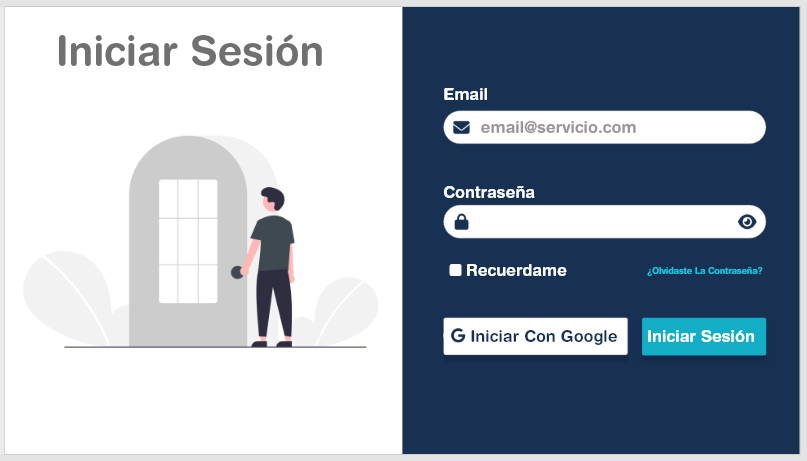 Iniciar Sesión
Email
email@servicio.com
Contraseña
Recuerdame
¿Olvidaste La Contraseña?
G Iniciar Con Google
Iniciar Sesión